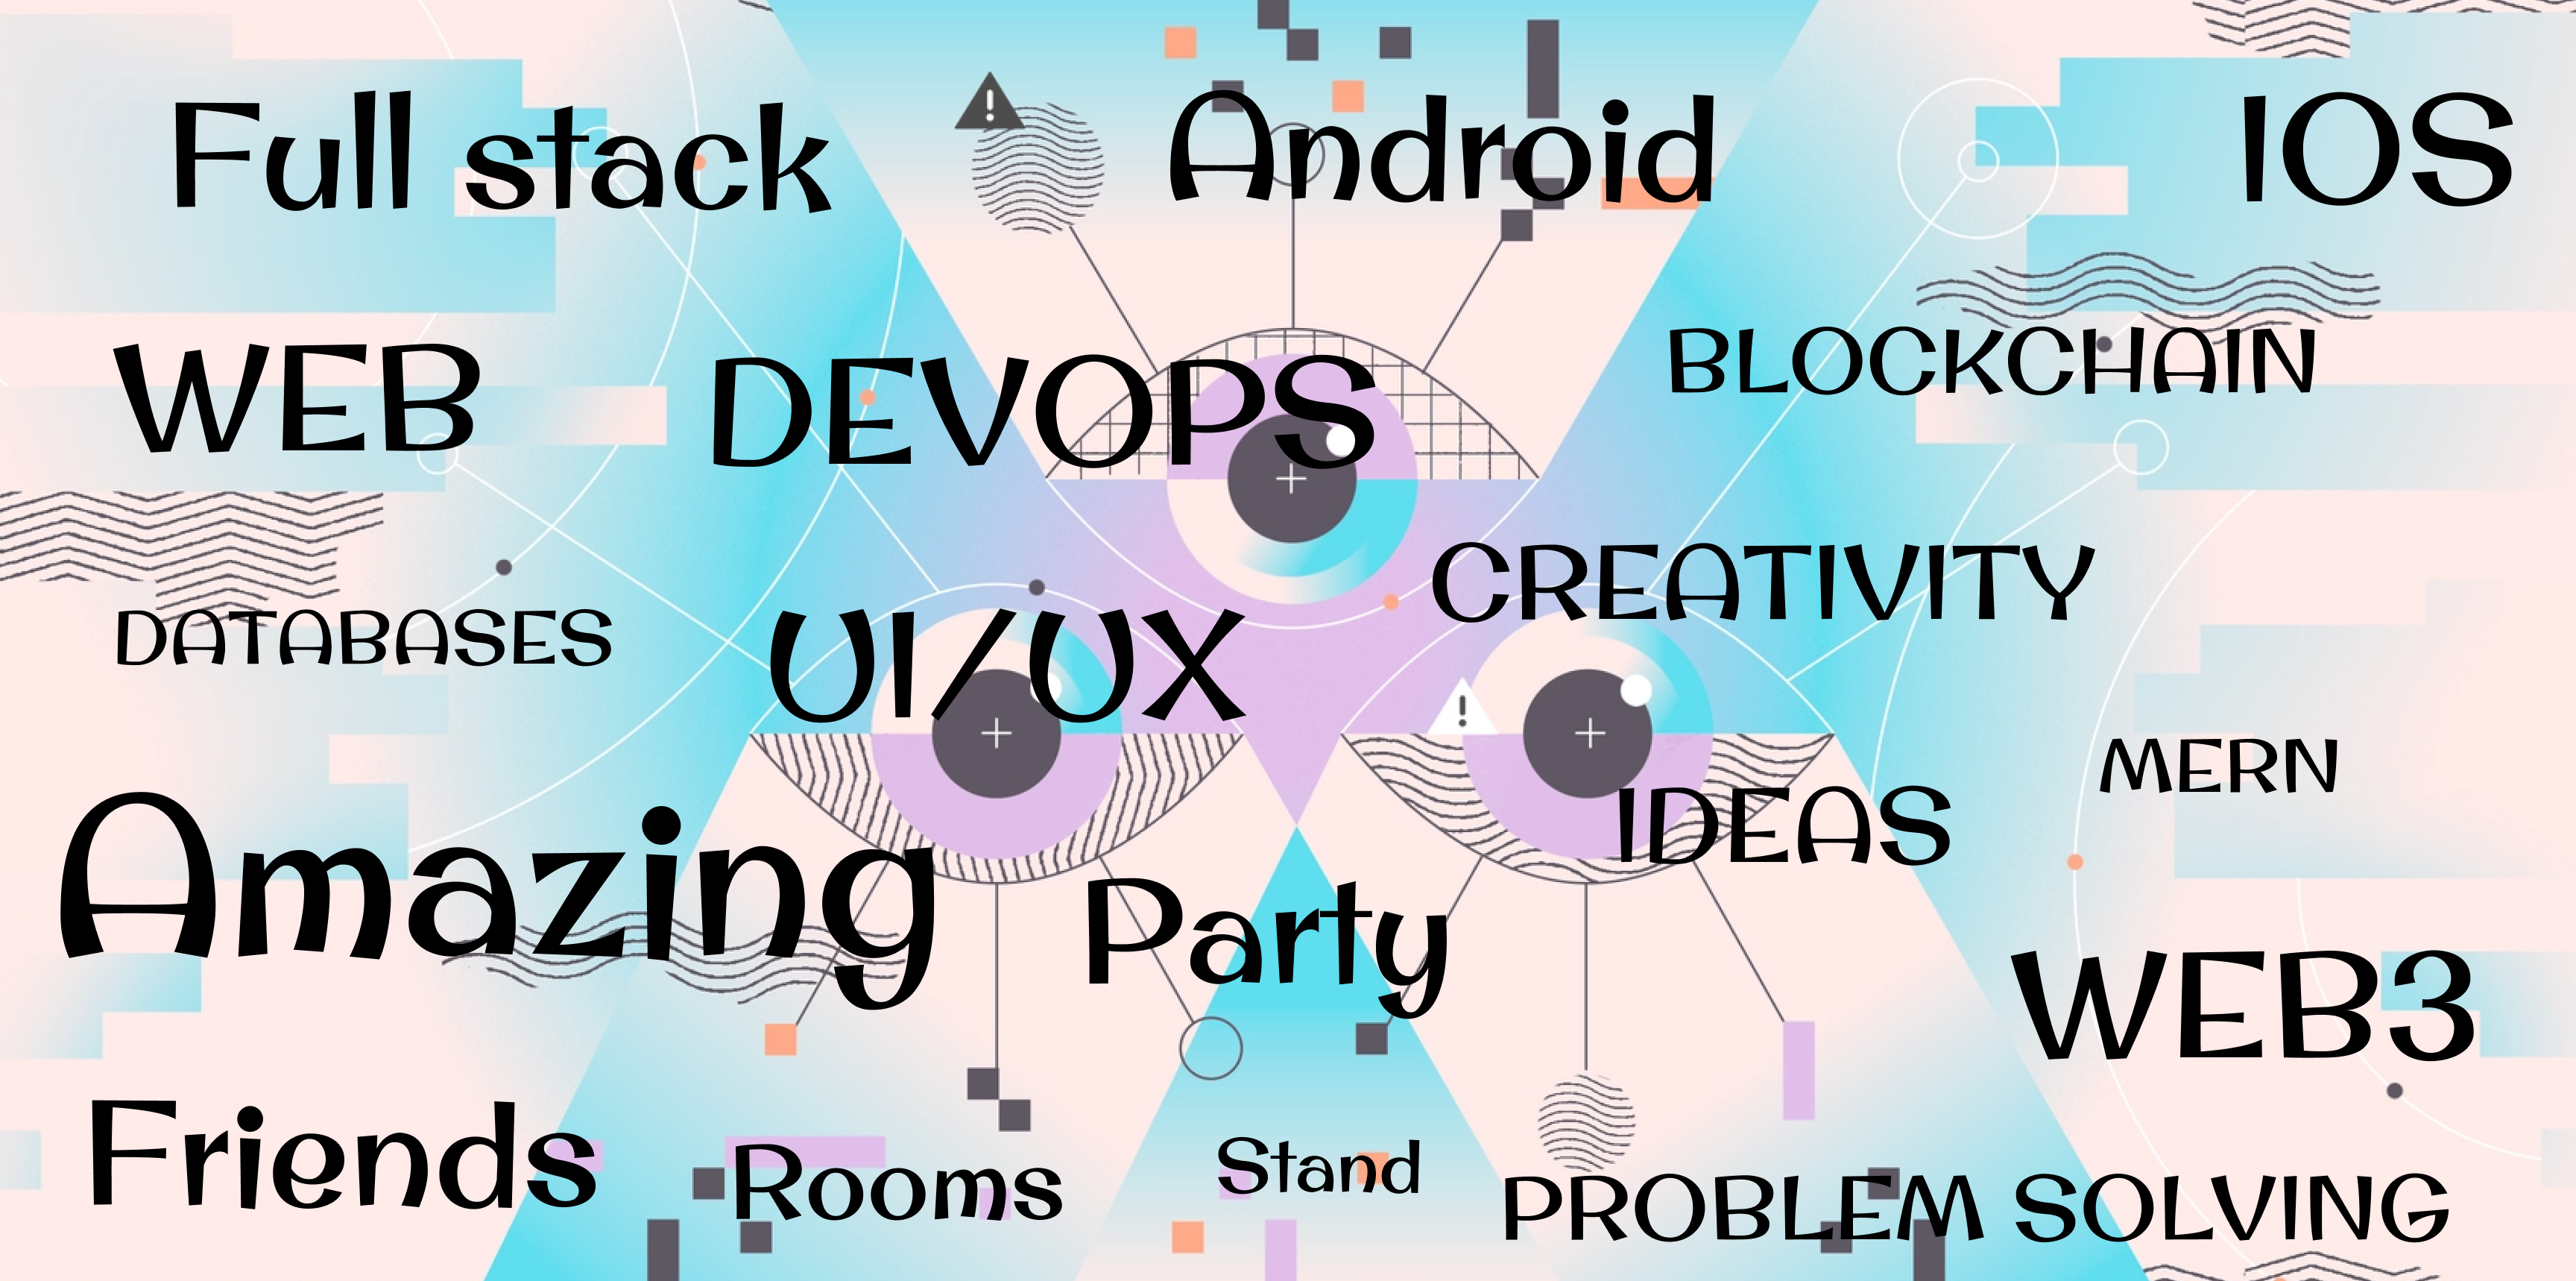 Full stack
Android
IOS
WEB
DEVOPS
BLOCKCHAIN
CREATIVITY
DATABASES
UI/UX
MERN
IDEAS
Amazing
Party
WEB3
Friends
Rooms
Stand
PROBLEM SOLVING